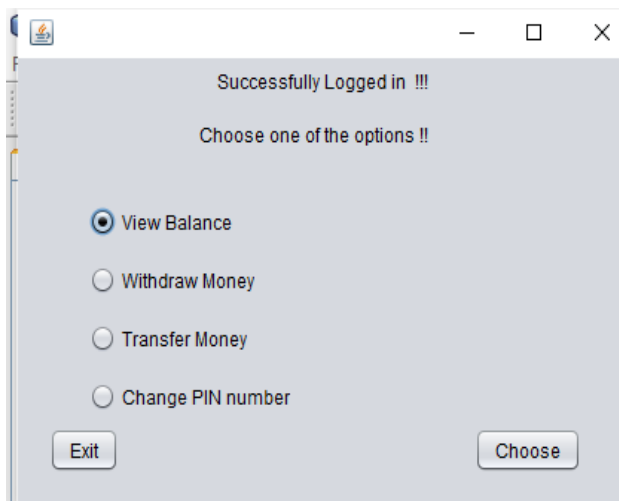 Successfully Logged in !!!
Choose one of the options !!
View Balance
Withdraw Money
Transfer Money
Change PIN number
Exit
Choose